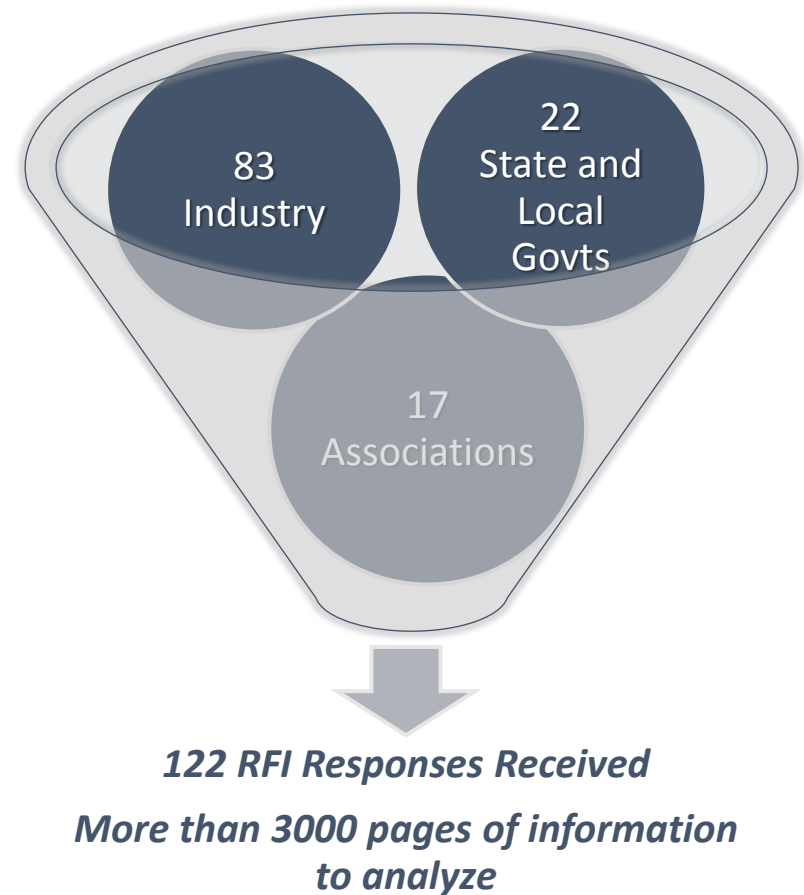 83
Industry
22
State and
Local
Govts
17
Associations
122 RFI Responses Received
More than 3000 pages of information
to analyze